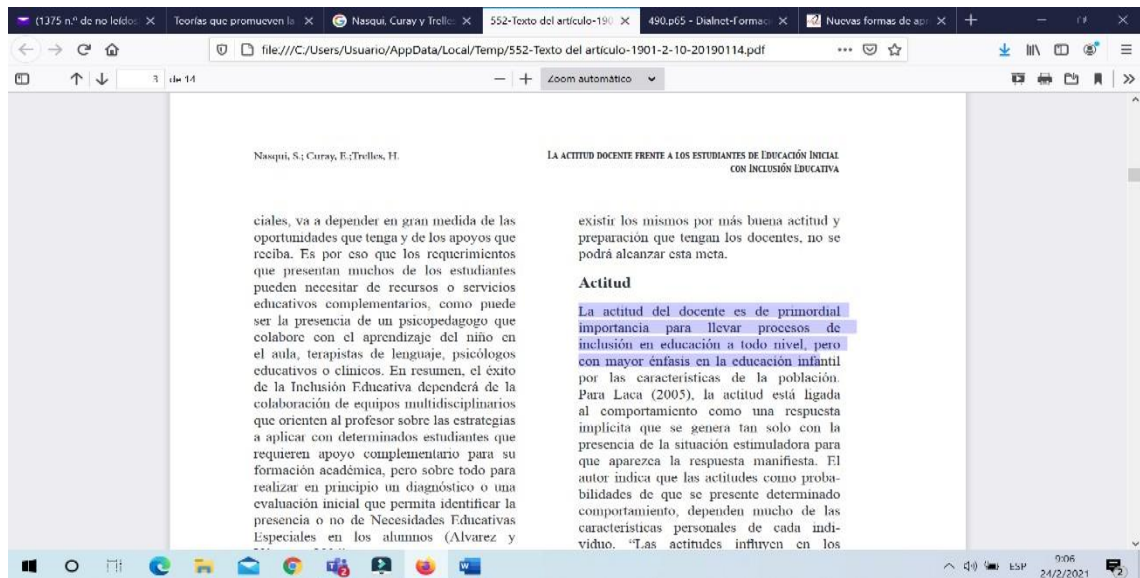 (1375 n.º de no leídos
Teorías que promueven la
Nasqui, Curay y Trelle
552-Texto del artículo-190
490.p65 - Dialnet-Formac
Nuevas formas de apr
file:///C:/Users/Usuario/AppData/Local/Temp/552-Texto del artículo-1901-2-10-20190114.pdf
3 de 14
Zoom automático
Nasqui, S.; Curay, E.;Trelles, H.
LA ACTITUD DOCENTE FRENTE A LOS ESTUDIANTES DE EDUCACIÓN INICIAL
CON INCLUSIÓN EDUCATIVA
ciales, va a depender en gran medida de las
oportunidades que tenga y de los apoyos que
reciba. Es por eso que los requerimientos
que presentan muchos de los estudiantes
pueden necesitar de recursos o servicios
educativos complementarios, como puede
ser la presencia de un psicopedagogo que
colabore con el aprendizaje del niño en
el aula, terapistas de lenguaje, psicólogos
educativos o clínicos. En resumen, el éxito
de la Inclusión Educativa dependerá de la
colaboración de equipos multidisciplinarios
que orienten al profesor sobre las estrategias
a aplicar con determinados estudiantes que
requieren apoyo complementario para su
formación académica, pero sobre todo para
realizar en principio un diagnóstico o una
evaluación inicial que permita identificar la
presencia o no de Necesidades Educativas
Especiales en los alumnos (Alvarez y
existir los mismos por más buena actitud y
preparación que tengan los docentes, no se
podrá alcanzar esta meta.
Actitud
La actitud del docente es de primordial
importancia para llevar procesos de
inclusión en educación a todo nivel, pero
con mayor énfasis en la educación infantil
por las características de la población.
Para Laca (2005), la actitud está ligada
al comportamiento como una respuesta
implícita que se genera tan solo con la
presencia de la situación estimuladora para
que aparezca la respuesta manifiesta. El
autor indica que las actitudes como proba-
bilidades de que se presente determinado
comportamiento, dependen mucho de las
características personales de cada indi-
viduo. “Las actitudes influyen en los
ESP
9:06
24/2/2021